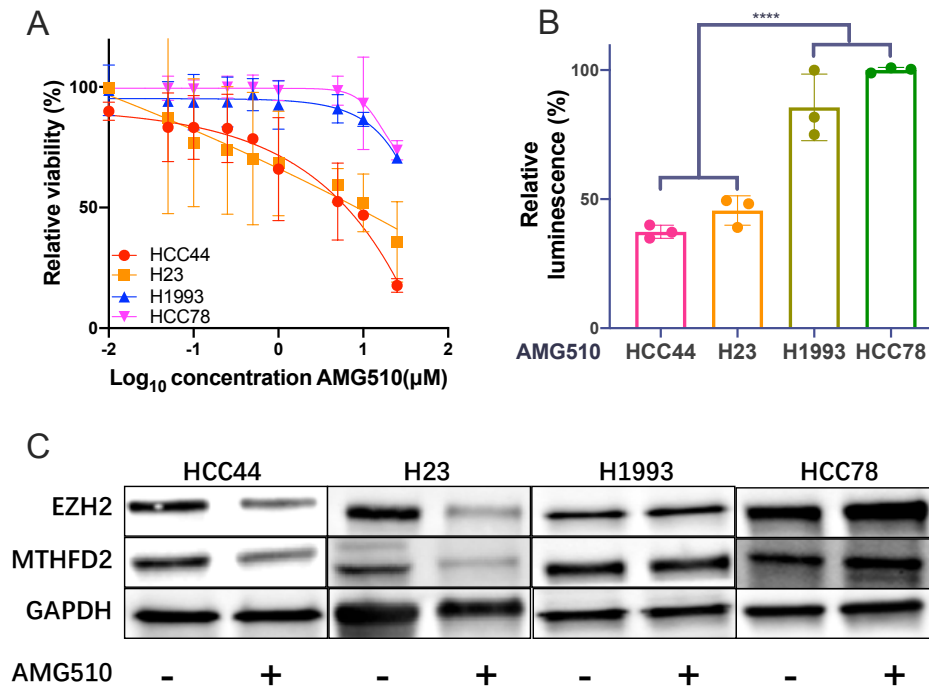 A
Relative viability (%)
100
50
0
HCC44
H23
H1993
HCC78
-2
-1
0
1
2
Log10 concentration AMG510(μM)
B
****
Relative
luminescence (%)
100
50
0
AMG510 HCC44 H23 H1993 HCC78
C
HCC44 H23 H1993 HCC78
EZH2
MTHFD2
GAPDH
AMG510 - + - + - + - +